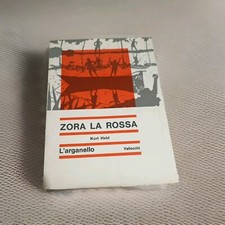 ZORA LA ROSSA
Kurt Held
L'arganello
Vallecchi